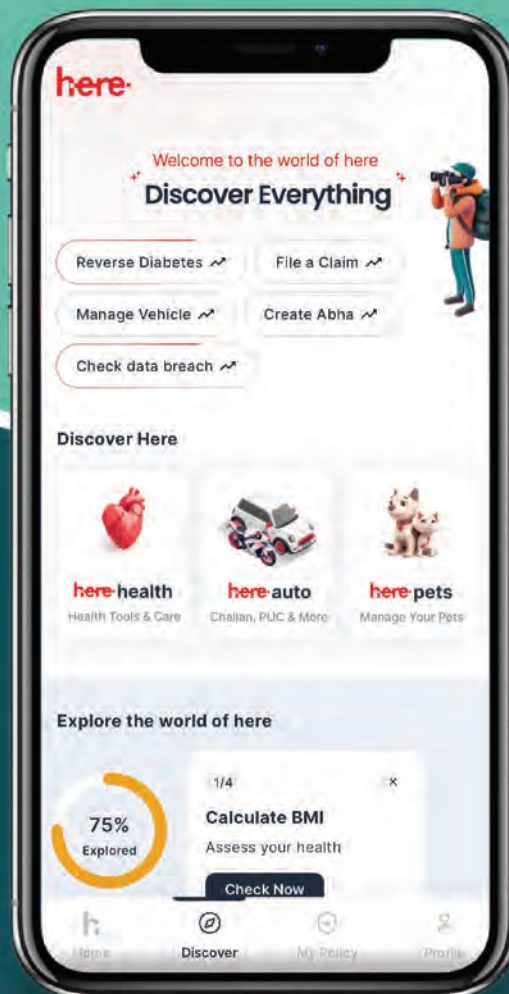 here.
Welcome to the world of here
Discover Everything
Reverse Diabetes
File a Claim
Manage Vehicle
Create Abha
Check data breach
Discover Here
here.health
here.auto
here.pets
Health Tools & Care
Challan, PUC & More
Manage Your Pets
Explore the world of here
75%
Explored
1/4
×
Calculate BMI
Assess your health
Check Now
h.
Home
Discover
My Policy
Profile